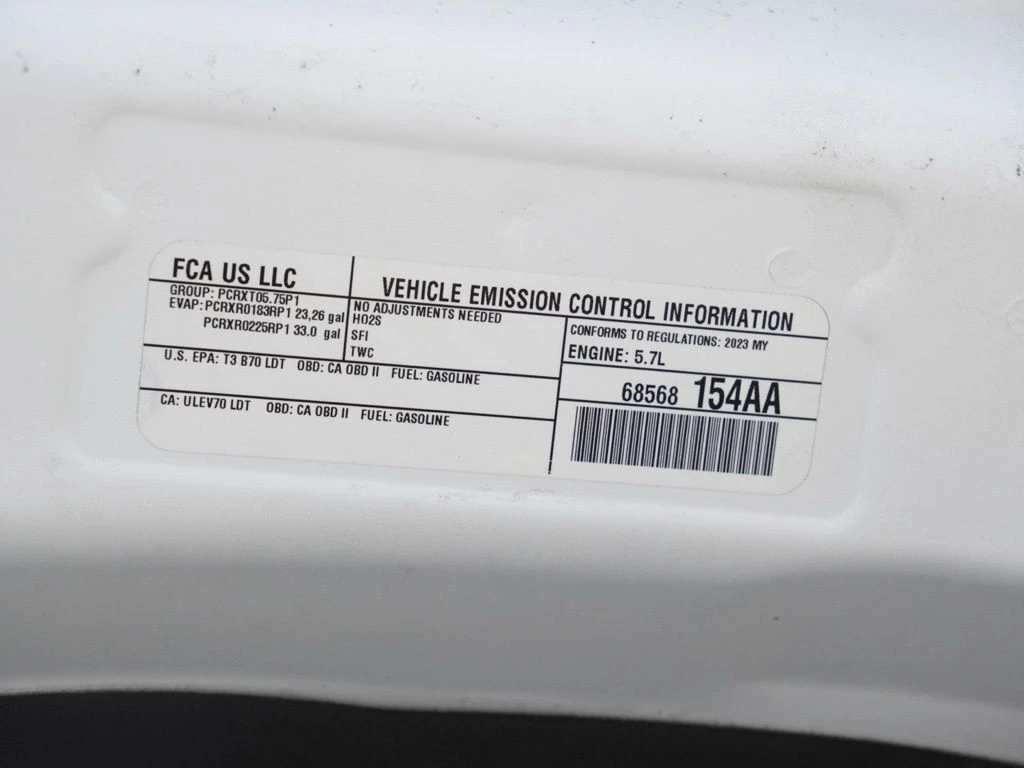 FCA US LLC
VEHICLE EMISSION CONTROL INFORMATION
GROUP: PCRXT05.75P1
EVAP: PCRXR0183RP1 23,26 gal
PCRXR0225RP1 33.0 gal
NO ADJUSTMENTS NEEDED
HO2S
SFI
TWC
CONFORMS TO REGULATIONS: 2023 MY
ENGINE: 5.7L
U.S. EPA: T3 B70 LDT OBD: CA OBD II FUEL: GASOLINE
CA: ULEV70 LDT OBD: CA OBD II FUEL: GASOLINE
68568 154AA